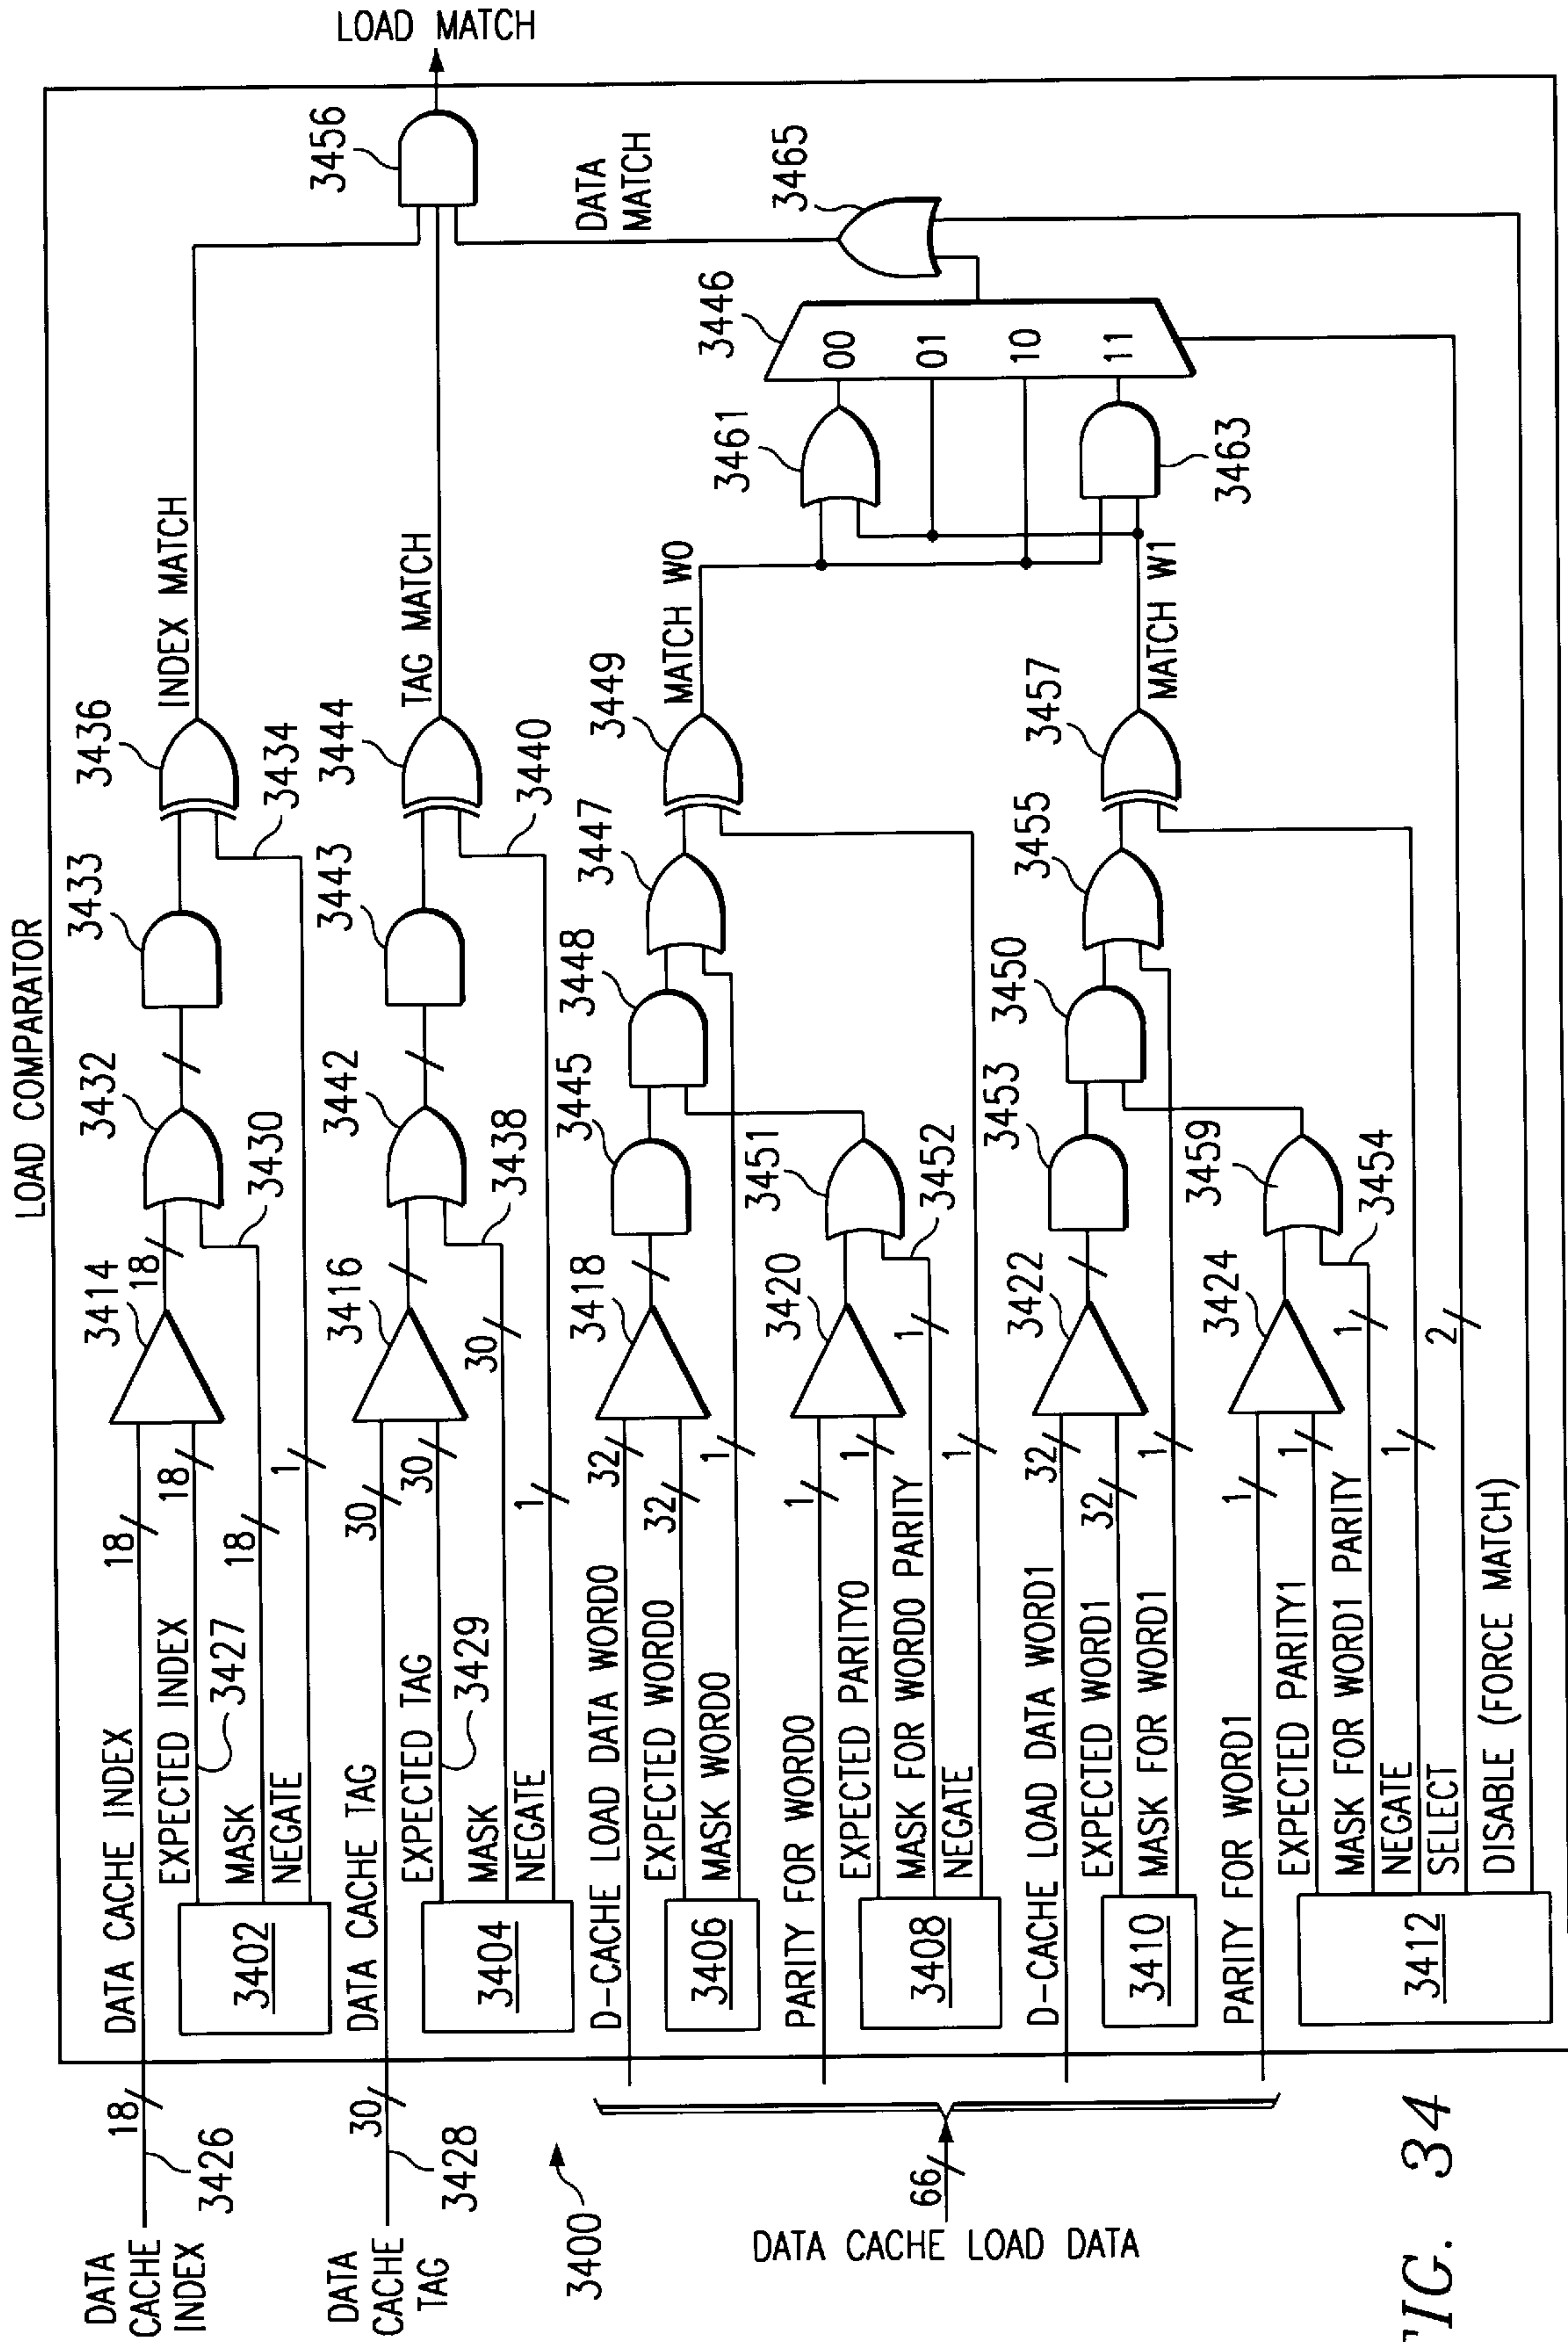 LOAD COMPARATOR
DATA
CACHE
INDEX
18
3426
DATA CACHE INDEX
18
EXPECTED INDEX
18
3427
MASK
18
NEGATE
1
3402
3414
18
3430
3432
3433
3434
3436
INDEX MATCH
DATA
CACHE
TAG
30
3428
DATA CACHE TAG
30
EXPECTED TAG
30
3429
MASK
30
NEGATE
1
3404
3416
3438
3442
3443
3440
3444
TAG MATCH
3456
LOAD MATCH
3400
DATA CACHE LOAD DATA
66
D-CACHE LOAD DATA WORD0
32
EXPECTED WORD0
32
MASK WORD0
1
3406
3418
3445
3448
3447
3449
MATCH W0
PARITY FOR WORD0
1
EXPECTED PARITY0
1
MASK FOR WORD0 PARITY
1
NEGATE
1
3408
3420
3451
3452
D-CACHE LOAD DATA WORD1
32
EXPECTED WORD1
32
MASK FOR WORD1
1
3410
3422
3453
3450
3455
3457
MATCH W1
PARITY FOR WORD1
1
EXPECTED PARITY1
1
MASK FOR WORD1 PARITY
1
NEGATE
1
SELECT
2
DISABLE (FORCE MATCH)
3412
3424
3459
3454
3461
3463
3446
00
01
10
11
3465
DATA
MATCH
FIG. 34